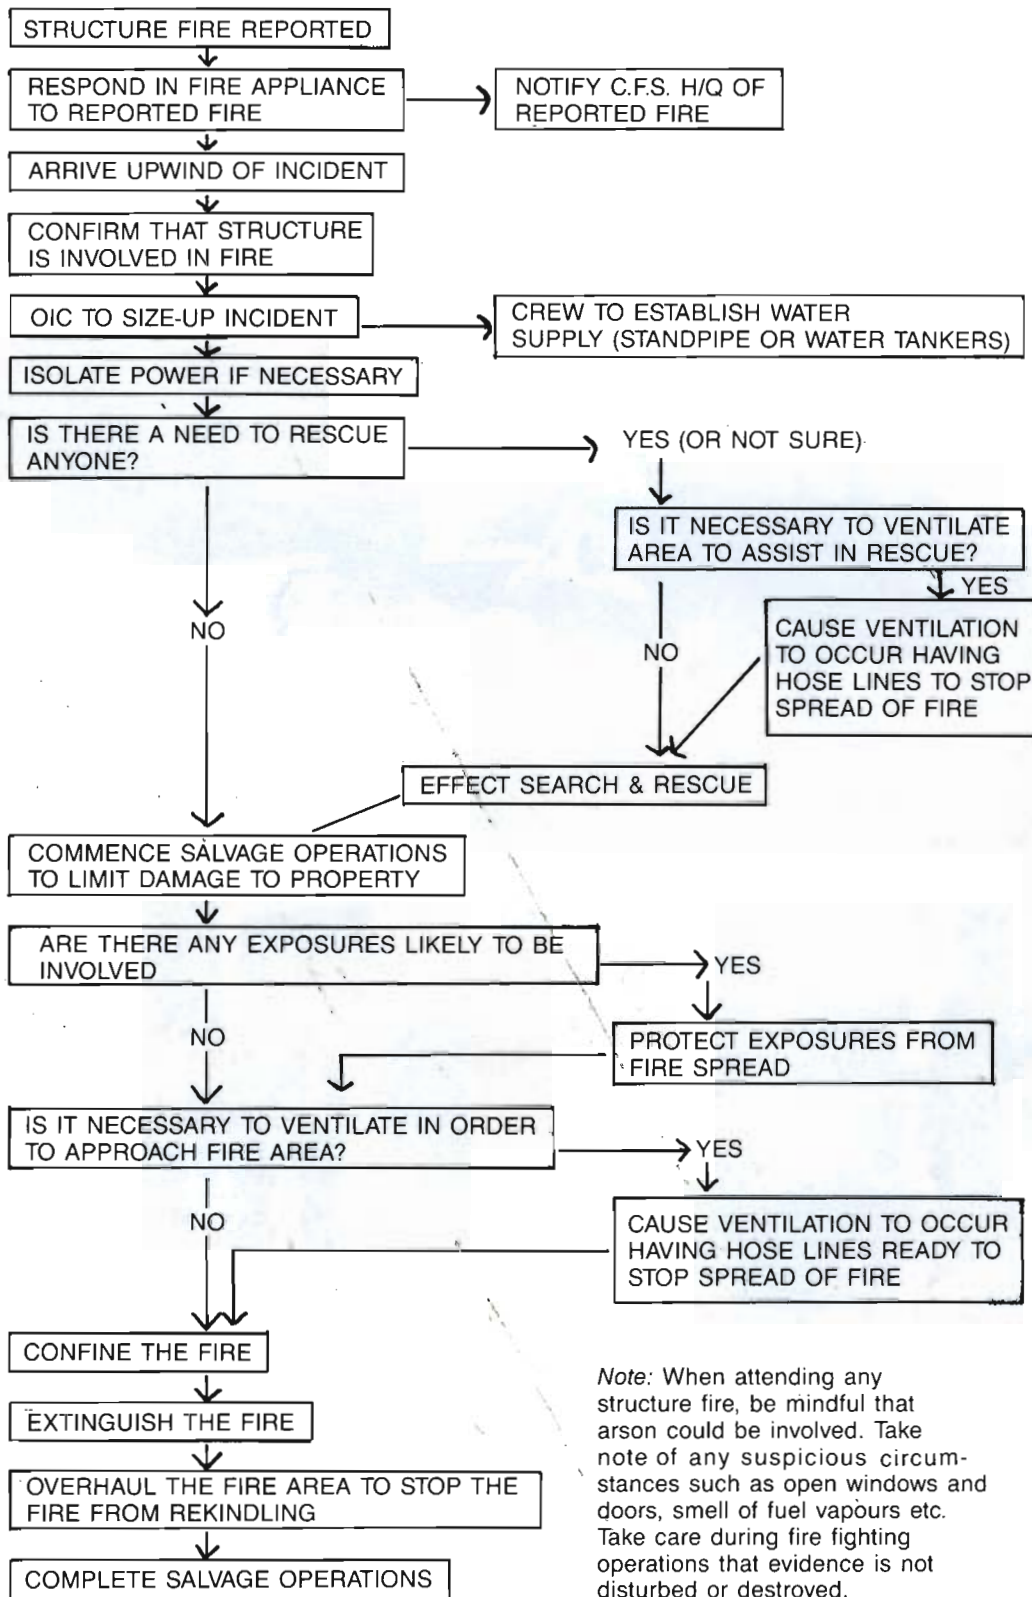 STRUCTURE FIRE REPORTED
RESPOND IN FIRE APPLIANCE
TO REPORTED FIRE
NOTIFY C.F.S. H/Q OF
REPORTED FIRE
ARRIVE UPWIND OF INCIDENT
CONFIRM THAT STRUCTURE
IS INVOLVED IN FIRE
OIC TO SIZE-UP INCIDENT
CREW TO ESTABLISH WATER
SUPPLY (STANDPIPE OR WATER TANKERS)
ISOLATE POWER IF NECESSARY
IS THERE A NEED TO RESCUE
ANYONE?
YES (OR NOT SURE)
IS IT NECESSARY TO VENTILATE
AREA TO ASSIST IN RESCUE?
YES
NO
NO
CAUSE VENTILATION
TO OCCUR HAVING
HOSE LINES TO STOP
SPREAD OF FIRE
EFFECT SEARCH & RESCUE
COMMENCE SALVAGE OPERATIONS
TO LIMIT DAMAGE TO PROPERTY
ARE THERE ANY EXPOSURES LIKELY TO BE
INVOLVED
YES
NO
PROTECT EXPOSURES FROM
FIRE SPREAD
IS IT NECESSARY TO VENTILATE IN ORDER
TO APPROACH FIRE AREA?
YES
NO
CAUSE VENTILATION TO OCCUR
HAVING HOSE LINES READY TO
STOP SPREAD OF FIRE
CONFINE THE FIRE
EXTINGUISH THE FIRE
OVERHAUL THE FIRE AREA TO STOP THE
FIRE FROM REKINDLING
COMPLETE SALVAGE OPERATIONS
Note: When attending any
structure fire, be mindful that
arson could be involved. Take
note of any suspicious circum-
stances such as open windows and
doors, smell of fuel vapours etc.
Take care during fire fighting
operations that evidence is not
disturbed or destroyed.